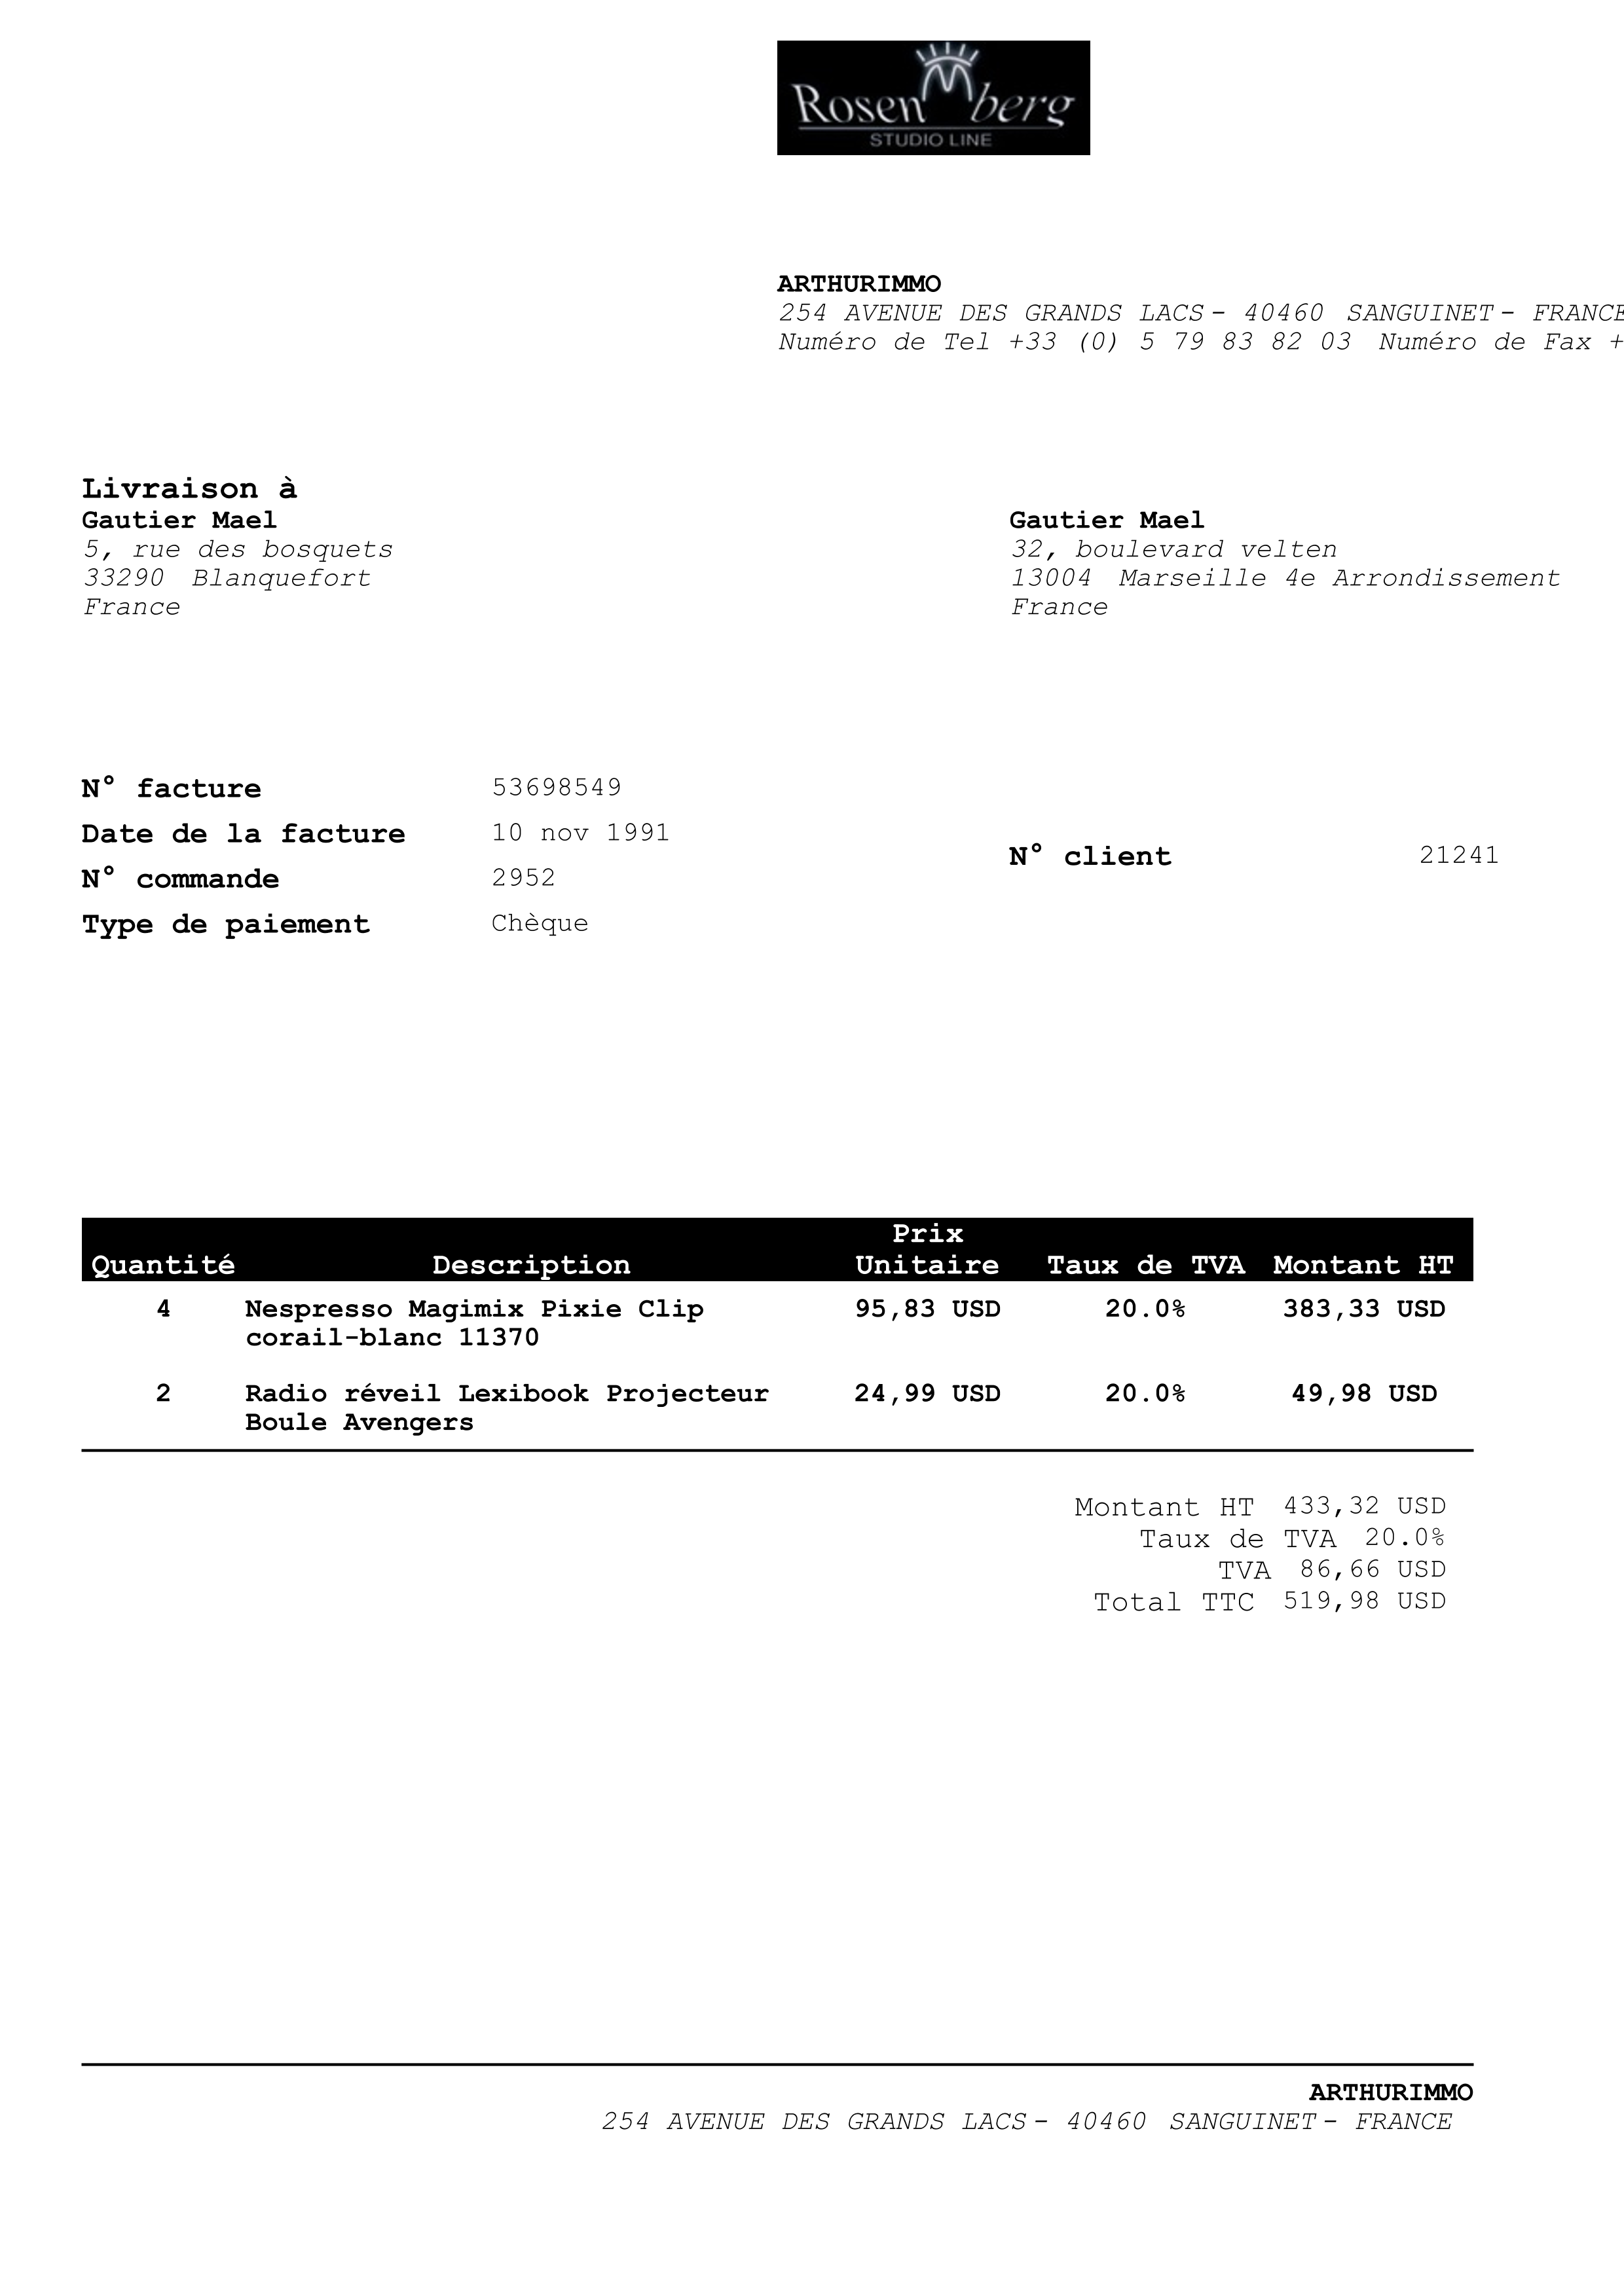 Rosenberg
STUDIO LINE
ARTHURIMMO
254 AVENUE DES GRANDS LACS - 40460 SANGUINET - FRANCE
Numéro de Tel +33 (0) 5 79 83 82 03 Numéro de Fax +
Livraison à
Gautier Mael
5, rue des bosquets
33290 Blanquefort
France
Gautier Mael
32, boulevard velten
13004 Marseille 4e Arrondissement
France
N° facture 53698549
Date de la facture 10 nov 1991
N° commande 2952
Type de paiement Chèque
N° client 21241
Quantité Description Prix Unitaire Taux de TVA Montant HT
4 Nespresso Magimix Pixie Clip 95,83 USD 20.0% 383,33 USD
corail-blanc 11370
2 Radio réveil Lexibook Projecteur 24,99 USD 20.0% 49,98 USD
Boule Avengers
Montant HT 433,32 USD
Taux de TVA 20.0%
TVA 86,66 USD
Total TTC 519,98 USD
ARTHURIMMO
254 AVENUE DES GRANDS LACS - 40460 SANGUINET - FRANCE